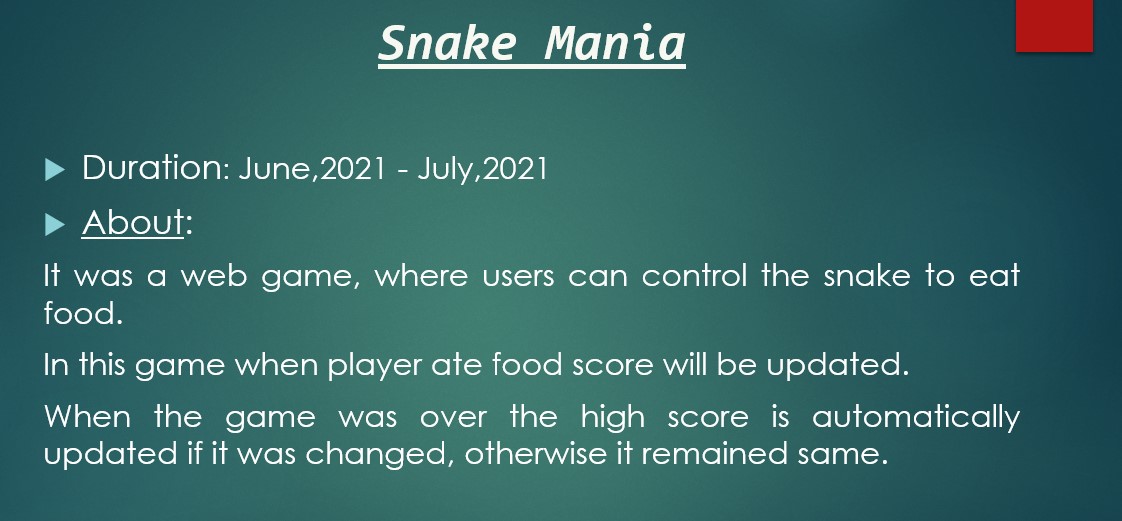 Snake Mania
Duration: June,2021 - July,2021
About:
It was a web game, where users can control the snake to eat
food.
In this game when player ate food score will be updated.
When the game was over the high score is automatically
updated if it was changed, otherwise it remained same.